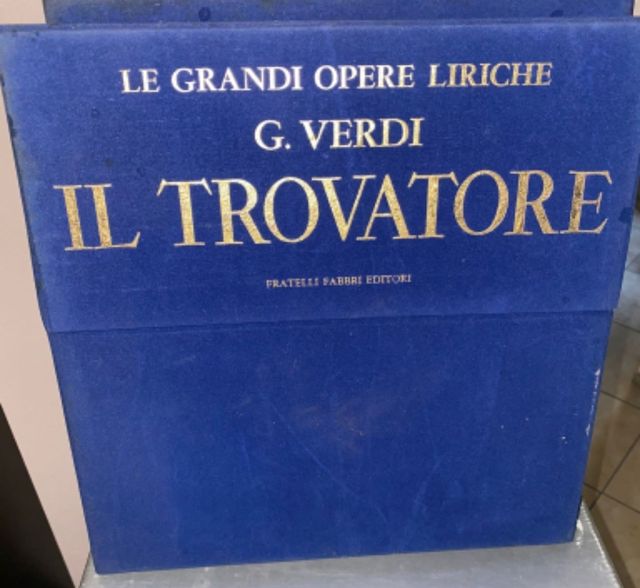 LE GRANDI OPERE LIRICHE
G. VERDI
IL TROVATORE
FRATELLI FABBRI EDITORI